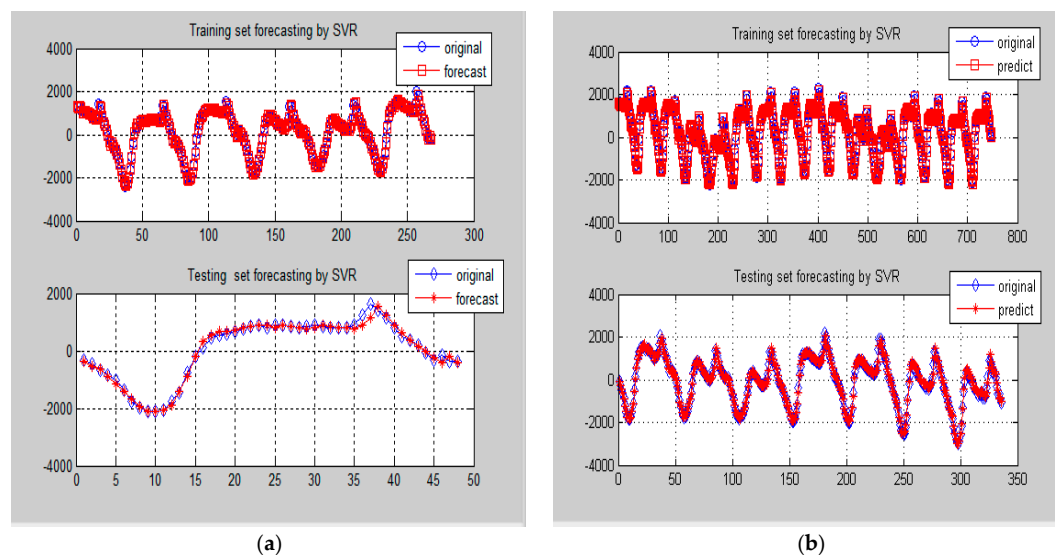 Training set forecasting by SVR
original
forecast
4000
2000
0
-2000
-4000
0 50 100 150 200 250 300
Testing set forecasting by SVR
original
forecast
2000
0
-2000
-4000
0 5 10 15 20 23 30 35 40 45 50
(a)
Training set forecasting by SVR
original
predict
4000
2000
0
-2000
-4000
0 100 200 300 400 500 600 700 800
Testing set forecasting by SVR
original
predict
4000
2000
0
-2000
-4000
0 50 100 150 200 250 300 350
(b)